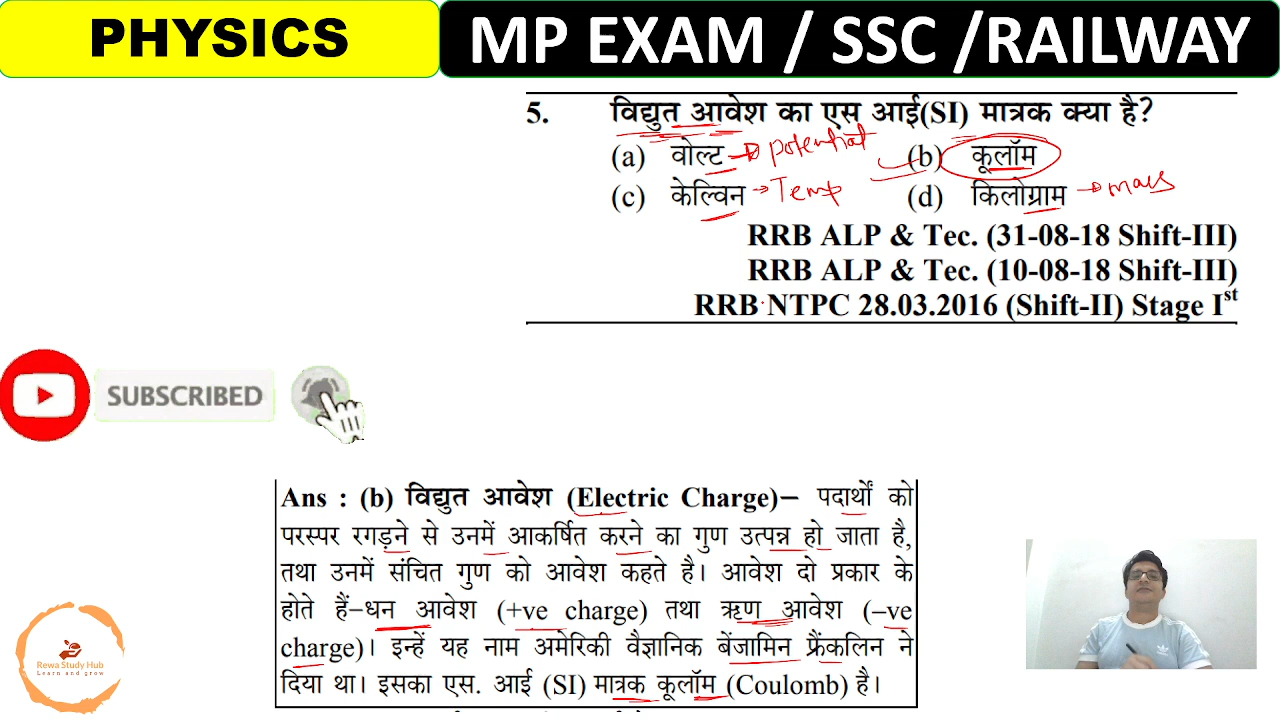 PHYSICS
MP EXAM / SSC /RAILWAY
5. विद्युत आवेश का एस आई(SI) मात्रक क्या है?
(a) वोल्ट → potential (b) कूलॉम
(c) केल्विन → Temp (d) किलोग्राम → mass
RRB ALP & Tec. (31-08-18 Shift-III)
RRB ALP & Tec. (10-08-18 Shift-III)
RRB NTPC 28.03.2016 (Shift-II) Stage Ist
SUBSCRIBED
Ans : (b) विद्युत आवेश (Electric Charge)– पदार्थों को
परस्पर रगड़ने से उनमें आकर्षित करने का गुण उत्पन्न हो जाता है,
तथा उनमें संचित गुण को आवेश कहते है। आवेश दो प्रकार के
होते हैं–धन आवेश (+ve charge) तथा ऋण आवेश (–ve
charge)। इन्हें यह नाम अमेरिकी वैज्ञानिक बेंजामिन फ्रैंकलिन ने
दिया था। इसका एस. आई (SI) मात्रक कूलॉम (Coulomb) है।
Rewa Study Hub
Learn and grow